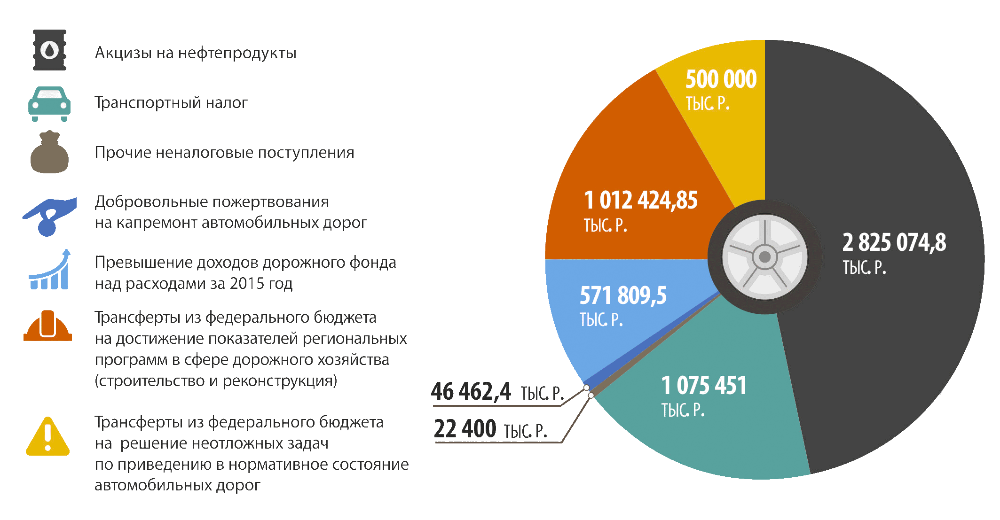 Акцизы на нефтепродукты
Транспортный налог
Прочие неналоговые поступления
Добровольные пожертвования
на капремонт автомобильных дорог
Превышение доходов дорожного фонда
над расходами за 2015 год
Трансферты из федерального бюджета
на достижение показателей региональных
программ в сфере дорожного хозяйства
(строительство и реконструкция)
Трансферты из федерального бюджета
на решение неотложных задач
по приведению в нормативное состояние
автомобильных дорог
500 000
ТЫС. Р.
1 012 424,85
ТЫС. Р.
2 825 074,8
ТЫС. Р.
571 809,5
ТЫС. Р.
46 462,4 ТЫС. Р.
22 400 ТЫС. Р.
1 075 451
ТЫС. Р.